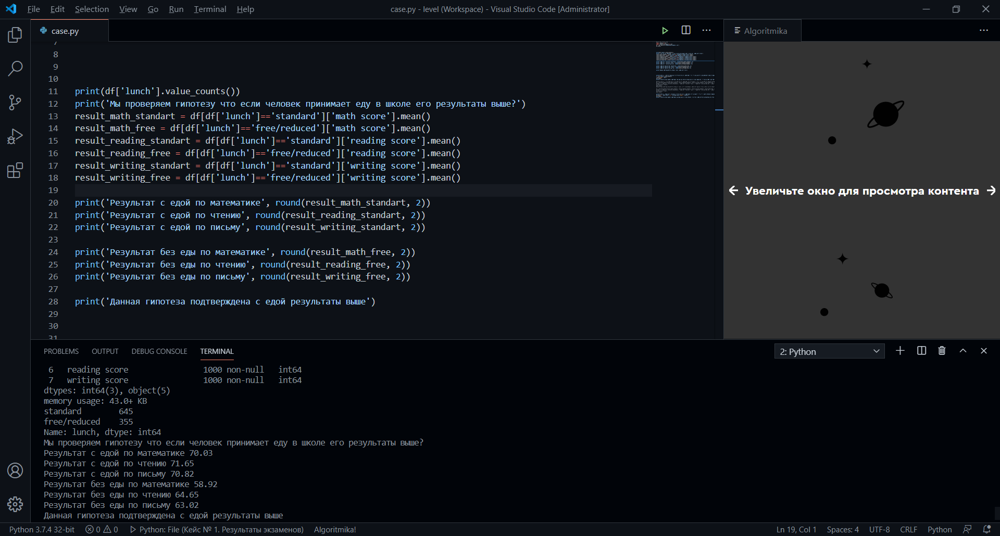 File Edit Selection View Go Run Terminal Help
case.py - level (Workspace) - Visual Studio Code [Administrator]
case.py
Algoritmika
7
8
9
10
11 print(df['lunch'].value_counts())
12 print('Мы проверяем гипотезу что если человек принимает еду в школе его результаты выше?')
13 result_math_standart = df[df['lunch']=='standard']['math score'].mean()
14 result_math_free = df[df['lunch']=='free/reduced']['math score'].mean()
15 result_reading_standart = df[df['lunch']=='standard']['reading score'].mean()
16 result_reading_free = df[df['lunch']=='free/reduced']['reading score'].mean()
17 result_writing_standart = df[df['lunch']=='standard']['writing score'].mean()
18 result_writing_free = df[df['lunch']=='free/reduced']['writing score'].mean()
19
20 print('Результат с едой по математике', round(result_math_standart, 2))
21 print('Результат с едой по чтению', round(result_reading_standart, 2))
22 print('Результат с едой по письму', round(result_writing_standart, 2))
23
24 print('Результат без еды по математике', round(result_math_free, 2))
25 print('Результат без еды по чтению', round(result_reading_free, 2))
26 print('Результат без еды по письму', round(result_writing_free, 2))
27
28 print('Данная гипотеза подтверждена с едой результаты выше')
29
30
31
← Увеличьте окно для просмотра контента →
PROBLEMS OUTPUT DEBUG CONSOLE TERMINAL
2: Python
6 reading score 1000 non-null int64
7 writing score 1000 non-null int64
dtypes: int64(3), object(5)
memory usage: 43.0+ KB
standard 645
free/reduced 355
Name: lunch, dtype: int64
Мы проверяем гипотезу что если человек принимает еду в школе его результаты выше?
Результат с едой по математике 70.03
Результат с едой по чтению 71.65
Результат с едой по письму 70.82
Результат без еды по математике 58.92
Результат без еды по чтению 64.65
Результат без еды по письму 63.02
Данная гипотеза подтверждена с едой результаты выше
Python 3.7.4 32-bit 0 0 Python: File (Кейс № 1. Результаты экзаменов) Algoritmika!
Ln 19, Col 1 Spaces: 4 UTF-8 CRLF Python